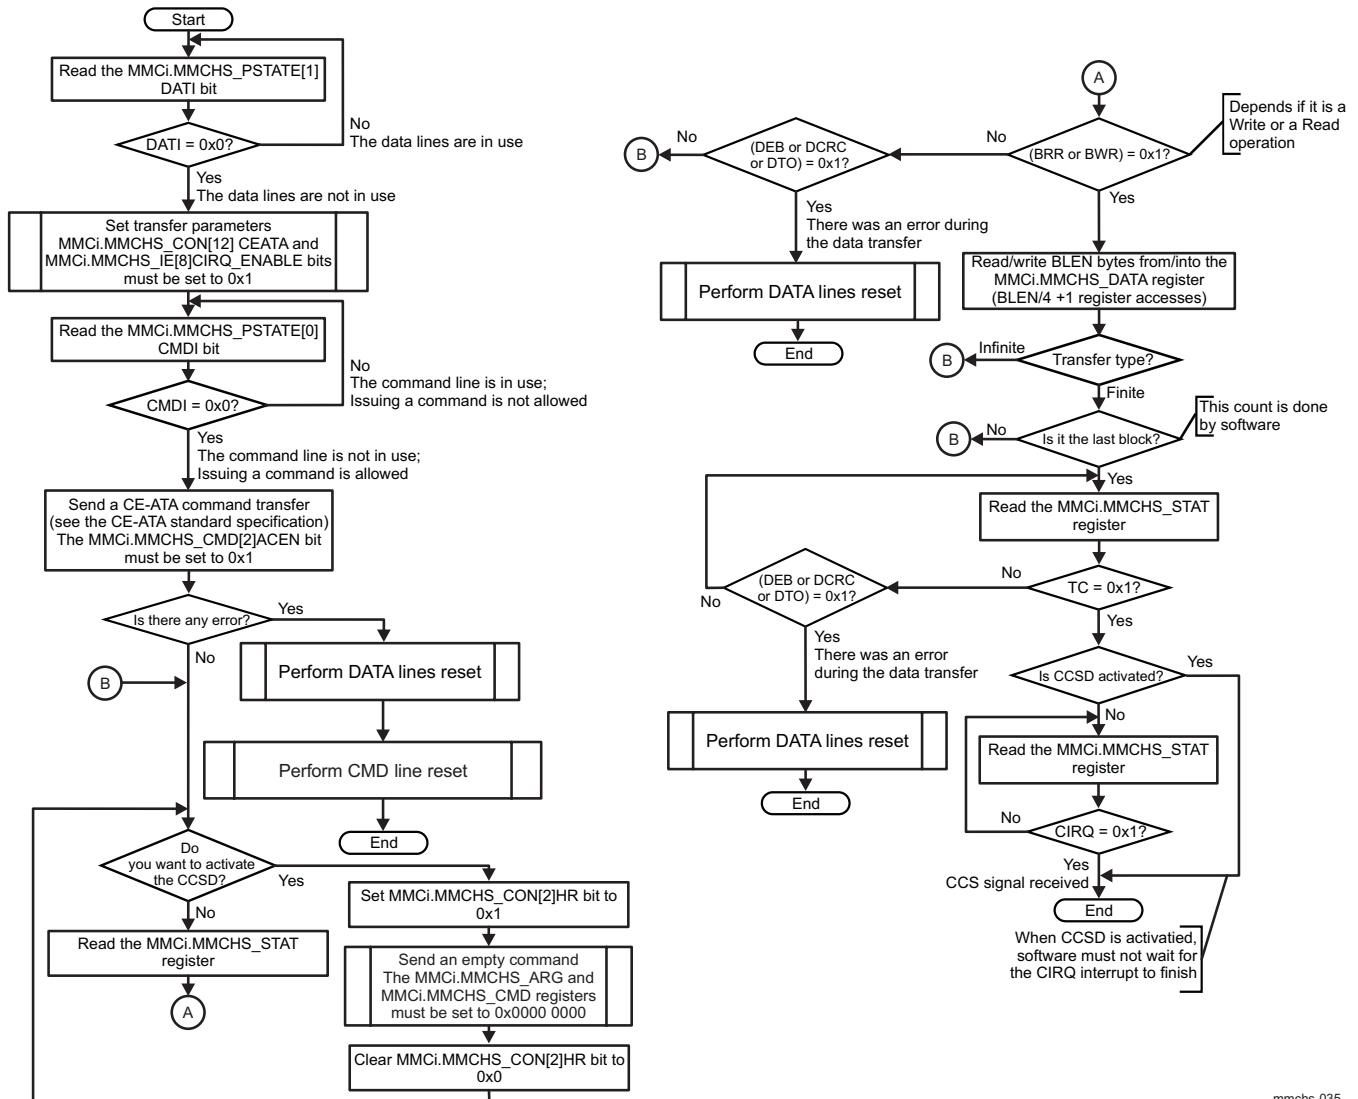 Start
Read the MMCi.MMCHS_PSTATE[1]
DATI bit
No
The data lines are in use
DATI = 0x0?
Yes
The data lines are not in use
Set transfer parameters
MMCi.MMCHS_CON[12] CEATA and
MMCi.MMCHS_IE[8]CIRQ_ENABLE bits
must be set to 0x1
Read the MMCi.MMCHS_PSTATE[0]
CMDI bit
No
The command line is in use;
Issuing a command is not allowed
CMDI = 0x0?
Yes
The command line is not in use;
Issuing a command is allowed
Send a CE-ATA command transfer
(see the CE-ATA standard specification)
The MMCi.MMCHS_CMD[2]ACEN bit
must be set to 0x1
Is there any error?
Yes
No
B
Perform DATA lines reset
Perform CMD line reset
End
Do
you want to activate
the CCSD?
Yes
No
Read the MMCi.MMCHS_STAT
register
A
Set MMCi.MMCHS_CON[2]HR bit to
0x1
Send an empty command
The MMCi.MMCHS_ARG and
MMCi.MMCHS_CMD registers
must be set to 0x0000 0000
Clear MMCi.MMCHS_CON[2]HR bit to
0x0
A
Depends if it is a
Write or a Read
operation
(BRR or BWR) = 0x1?
No
(DEB or DCRC
or DTO) = 0x1?
No
B
Yes
There was an error during
the data transfer
Perform DATA lines reset
End
Yes
Read/write BLEN bytes from/into the
MMCi.MMCHS_DATA register
(BLEN/4 +1 register accesses)
Transfer type?
Infinite
B
Finite
This count is done
by software
Is it the last block?
No
B
Yes
Read the MMCi.MMCHS_STAT
register
TC = 0x1?
No
(DEB or DCRC
or DTO) = 0x1?
No
Yes
There was an error
during the data transfer
Perform DATA lines reset
End
Yes
Is CCSD activated?
Yes
No
Read the MMCi.MMCHS_STAT
register
No
CIRQ = 0x1?
Yes
CCS signal received
End
When CCSD is activatied,
software must not wait for
the CIRQ interrupt to finish
mmchs-035